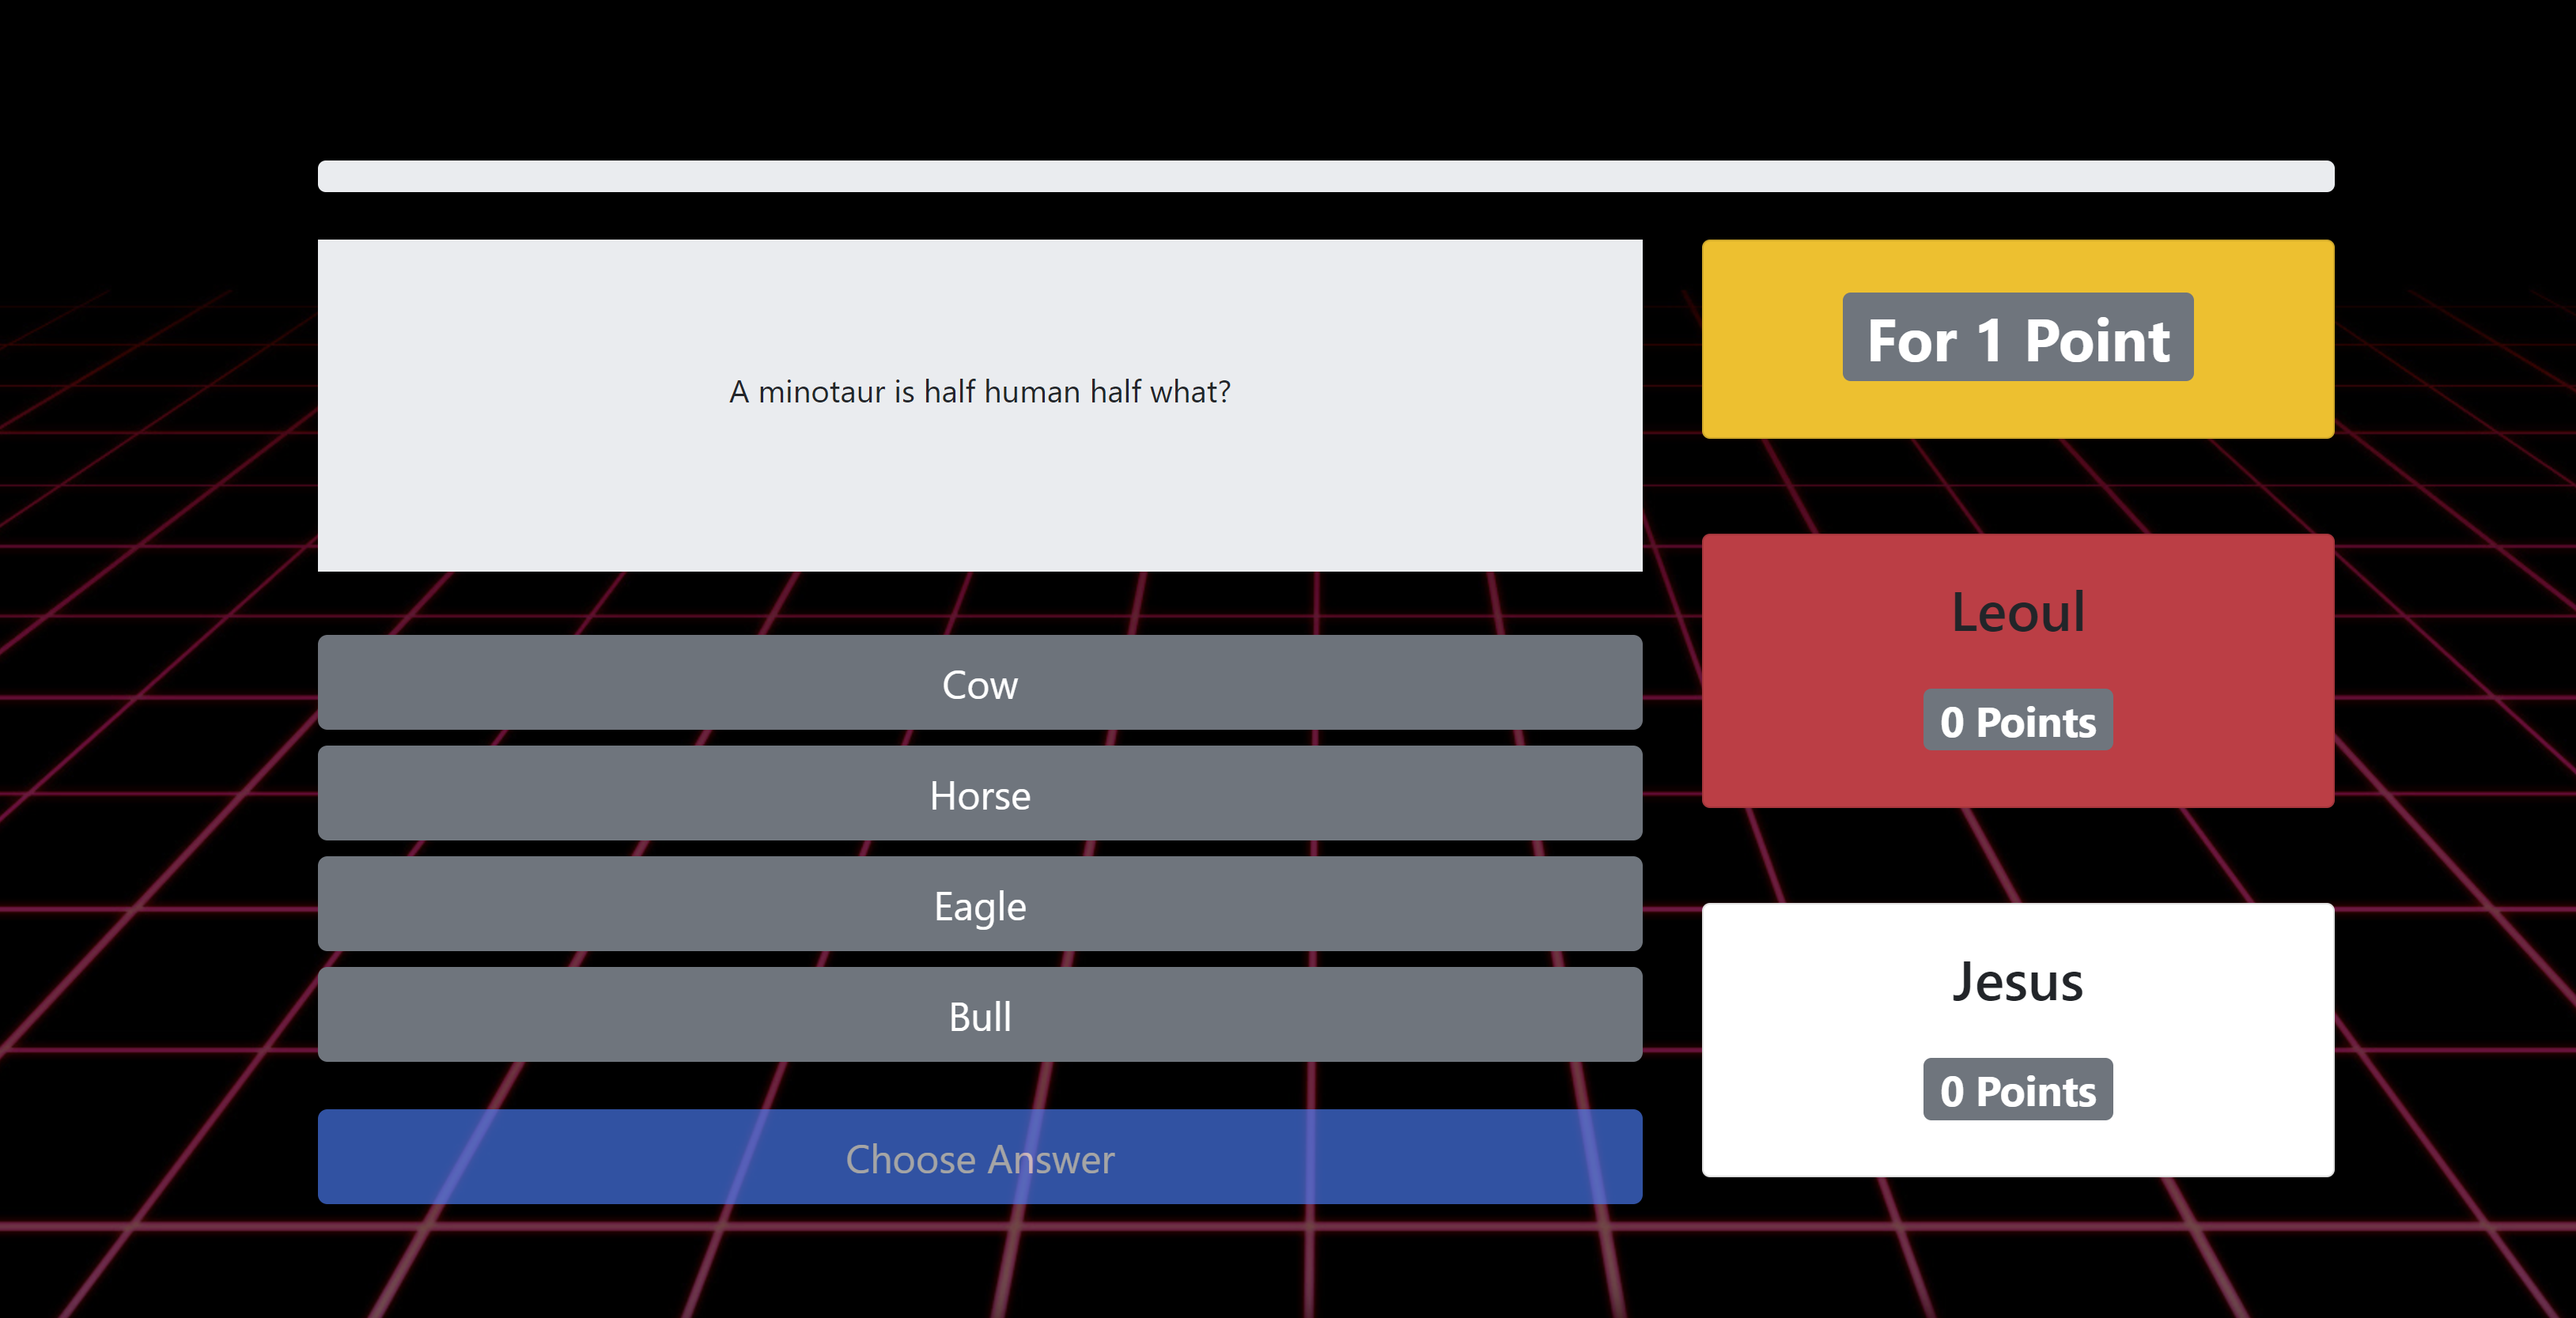 A minotaur is half human half what?
Cow
Horse
Eagle
Bull
Choose Answer
For 1 Point
Leoul
0 Points
Jesus
0 Points